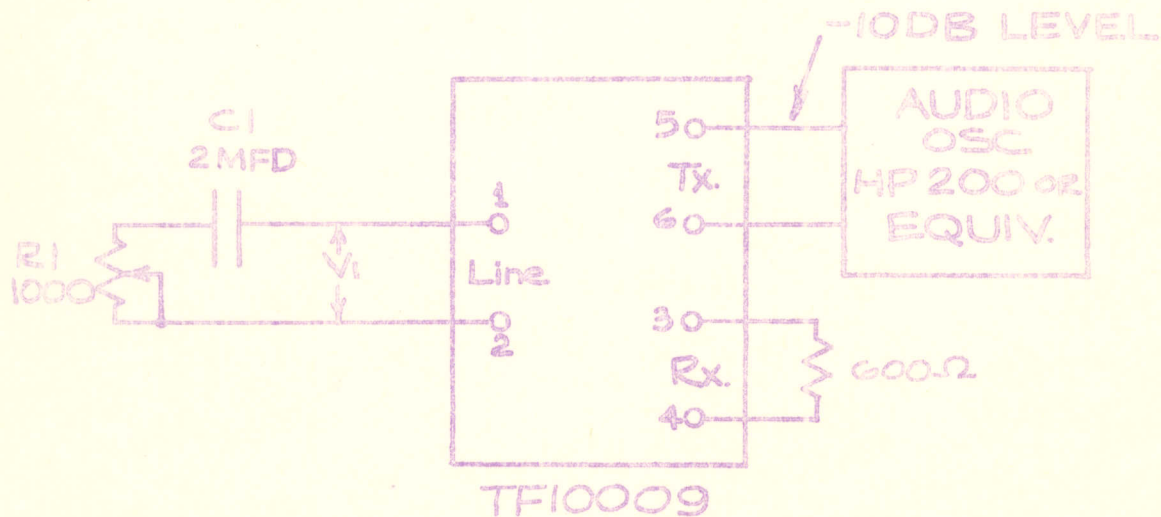 -10DB LEVEL
C1
2MFD
R1
1000
V1
1
Line
2
5
Tx.
6
3
Rx.
4
AUDIO
OSC.
HP 200 OR
EQUIV.
600Ω
TF10009